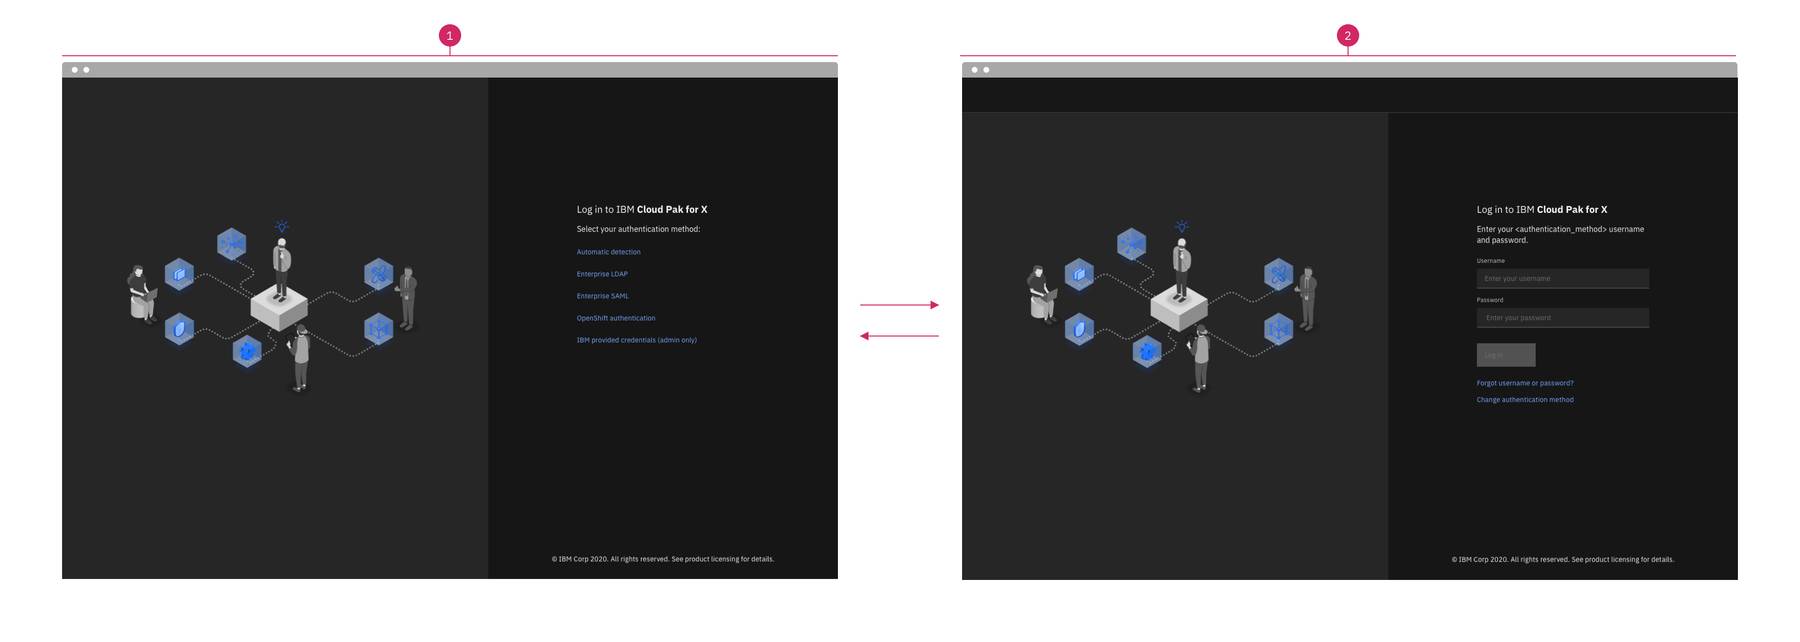 1
Log in to IBM Cloud Pak for X
Select your authentication method:
Automatic detection
Enterprise LDAP
Enterprise SAML
OpenShift authentication
IBM provided credentials (admin only)
© IBM Corp 2020. All rights reserved. See product licensing for details.
2
Log in to IBM Cloud Pak for X
Enter your <authentication_method> username
and password.
Username
Enter your username
Password
Enter your password
Log in
Forgot username or password?
Change authentication method
© IBM Corp 2020. All rights reserved. See product licensing for details.